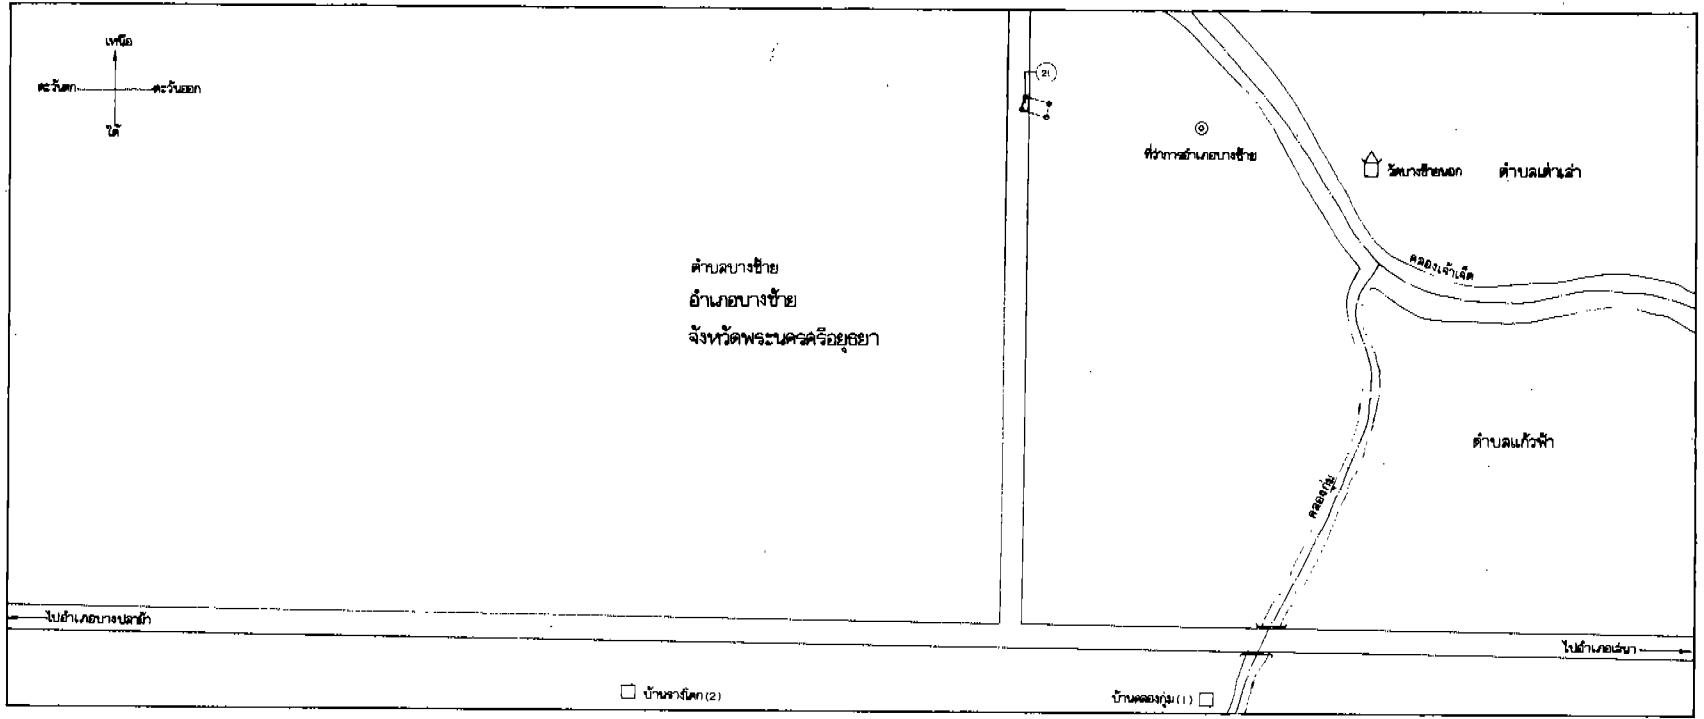 เหนือ
ตะวันตก
ตะวันออก
ใต้
21
ที่ว่าการอำเภอบางซ้าย
วัดบางซ้ายนอก
ตำบลเต่าเล่า
ตำบลบางซ้าย
อำเภอบางซ้าย
จังหวัดพระนครศรีอยุธยา
คลองเจ้าเจ็ด
ตำบลแก้วฟ้า
คลองกุ่ม
ไปอำเภอบางปลาม้า
ไปอำเภอเสนา
บ้านรางโคก (2)
บ้านคลองกุ่ม (1)